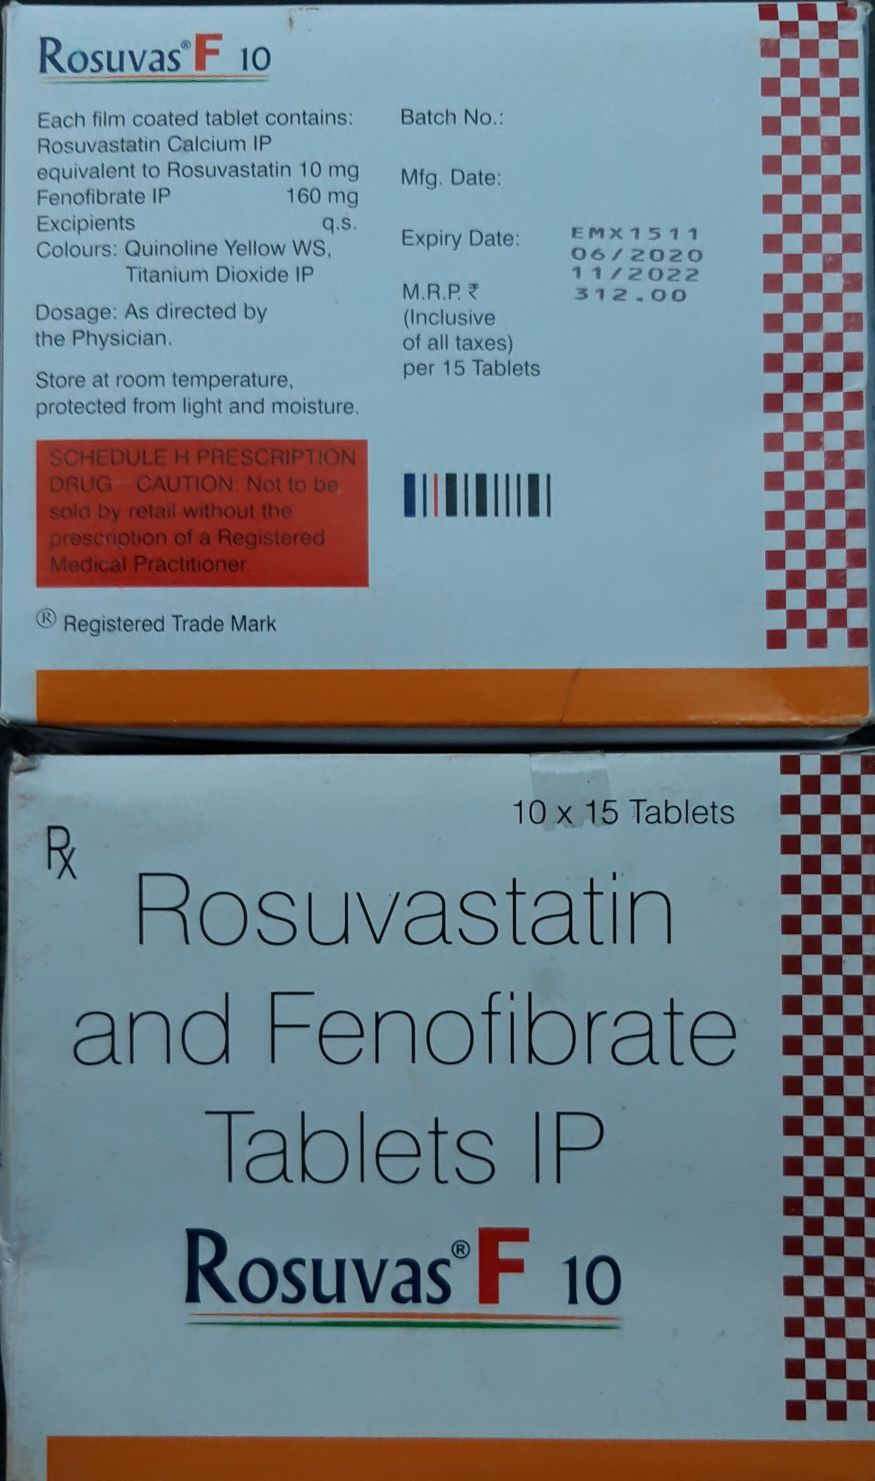 Rosuvas® F 10
Each film coated tablet contains:
Rosuvastatin Calcium IP
equivalent to Rosuvastatin 10 mg
Fenofibrate IP 160 mg
Excipients q.s.
Colours: Quinoline Yellow WS,
Titanium Dioxide IP
Dosage: As directed by
the Physician.
Store at room temperature,
protected from light and moisture.
SCHEDULE H PRESCRIPTION
DRUG – CAUTION: Not to be
sold by retail without the
prescription of a Registered
Medical Practitioner.
® Registered Trade Mark
Batch No.:
Mfg. Date:
Expiry Date:
M.R.P. ₹
(Inclusive
of all taxes)
per 15 Tablets
EMX1511
06/2020
11/2022
312.00
10 x 15 Tablets
Rx
Rosuvastatin
and Fenofibrate
Tablets IP
Rosuvas® F 10